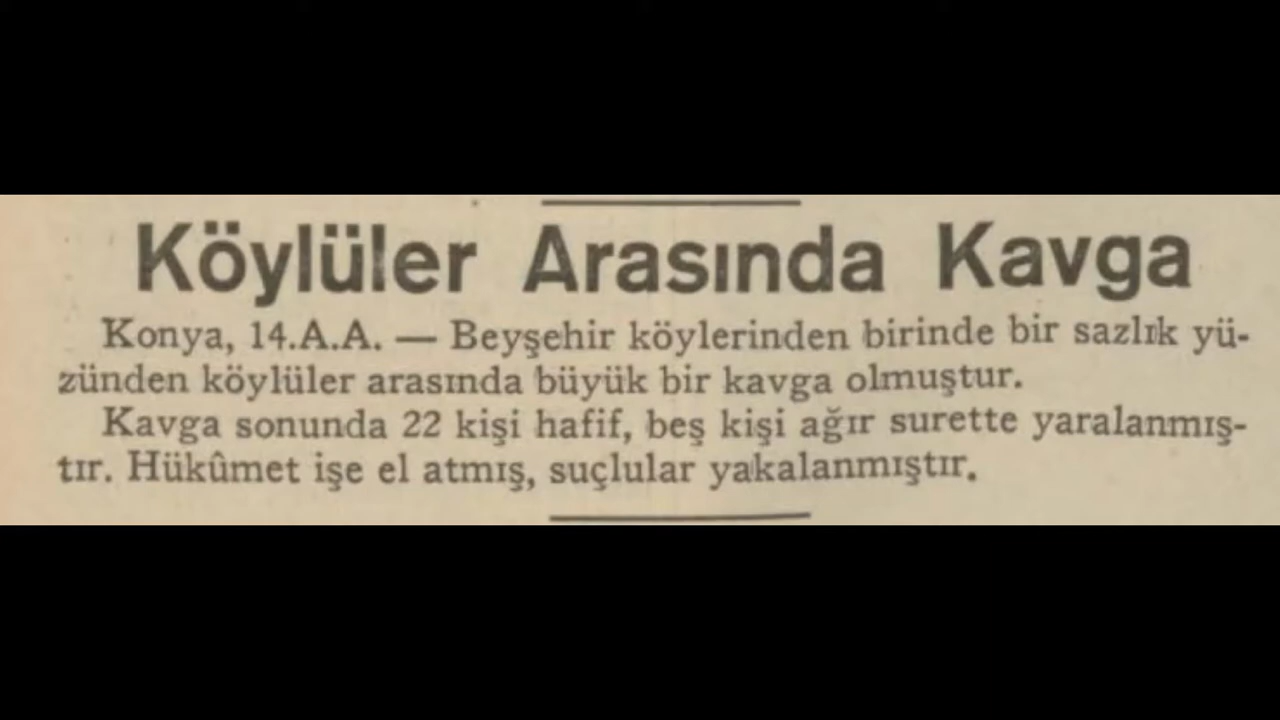 Köylüler Arasında Kavga
Konya, 14.A.A. — Beyşehir köylerinden birinde bir sazlık yü-
zünden köylüler arasında büyük bir kavga olmuştur.
Kavga sonunda 22 kişi hafif, beş kişi ağır surette yaralanmış-
tır. Hükûmet işe el atmış, suçlular yakalanmıştır.